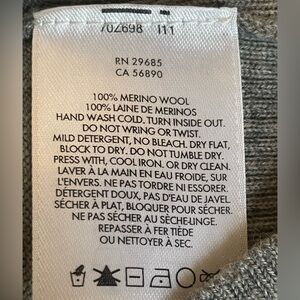 702698 111
RN 29685
CA 56890
100% MERINO WOOL
100% LAINE DE MERINOS
HAND WASH COLD. TURN INSIDE OUT.
DO NOT WRING OR TWIST.
MILD DETERGENT, NO BLEACH. DRY FLAT,
BLOCK TO DRY. DO NOT TUMBLE DRY.
PRESS WITH, COOL IRON. OR DRY CLEAN.
LAVER À LA MAIN EN EAU FROIDE, SUR
L'ENVERS. NE PAS TORDRE NI ESSORER.
DÉTERGENT DOUX, PAS D'EAU DE JAVEL.
SÉCHER À PLAT, BLOQUER POUR SÉCHER.
NE PAS SÉCHER AU SÈCHE-LINGE.
REPASSER À FER TIÈDE
OU NETTOYER À SEC